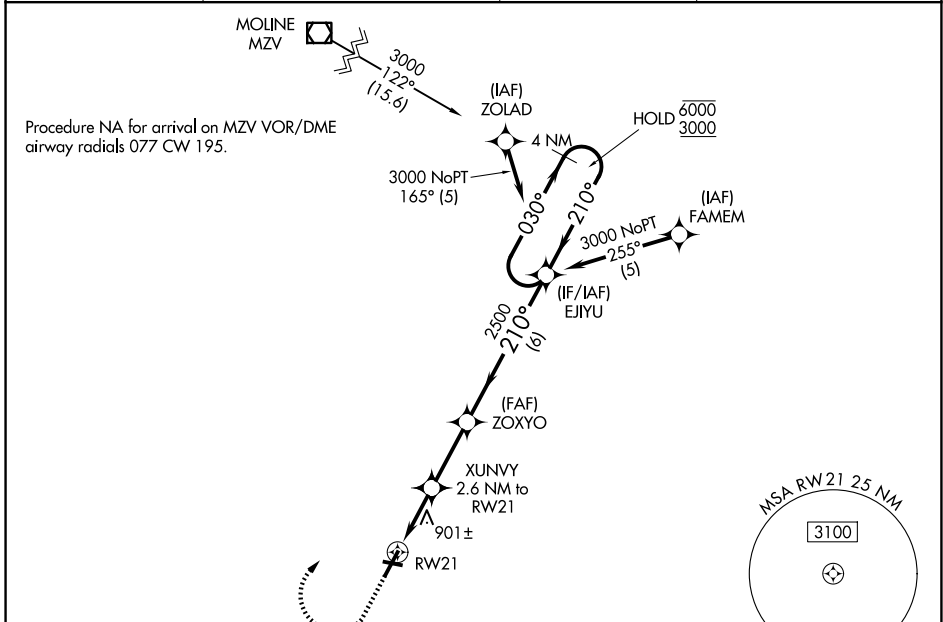 MOLINE
MZV
3000
122°
(15.6)
Procedure NA for arrival on MZV VOR/DME
airway radials 077 CW 195.
(IAF)
ZOLAD
4 NM
HOLD 6000
3000
3000 NoPT
165° (5)
030°
210°
(IAF)
FAMEM
3000 NoPT
255°
(5)
(IF/IAF)
EJIYU
2500
210°
(6)
(FAF)
ZOXYO
XUNVY
2.6 NM to
RW21
901±
RW21
MSA RW21 25 NM
3100